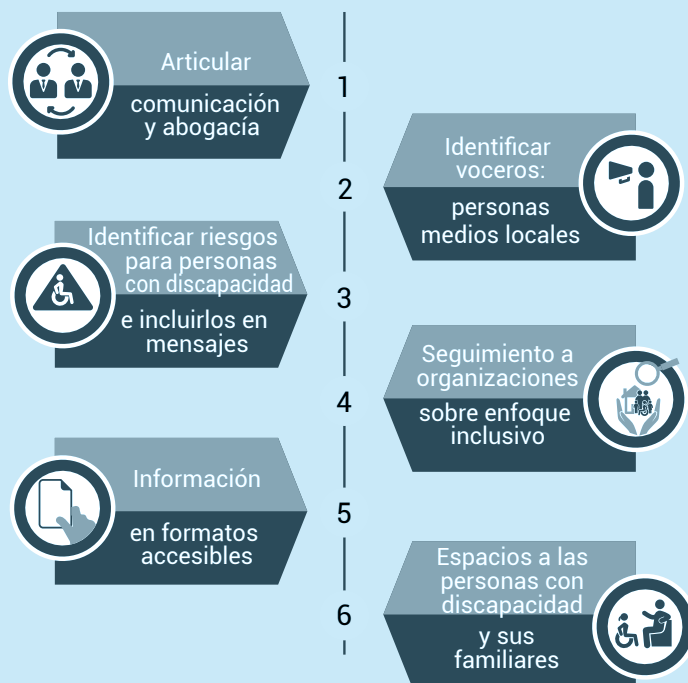 Articular
comunicación
y abogacía
1
Identificar
voceros:
personas
medios locales
2
Identificar riesgos
para personas
con discapacidad
e incluirlos en
mensajes
3
Seguimiento a
organizaciones
sobre enfoque
inclusivo
4
Información
en formatos
accesibles
5
Espacios a las
personas con
discapacidad
y sus
familiares
6